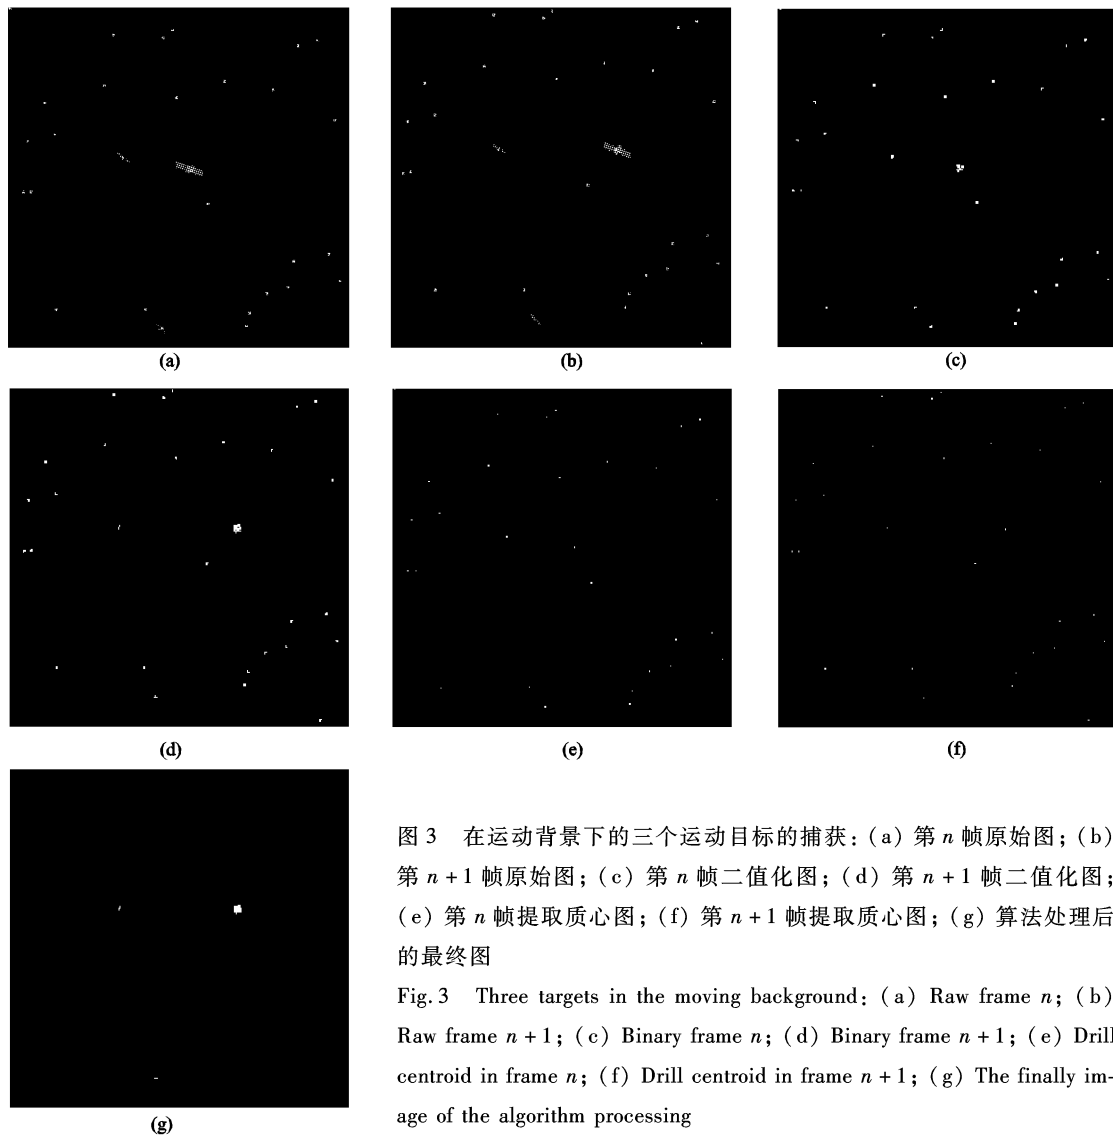 (a)
(b)
(c)
(d)
(e)
(f)
(g)
图 3 在运动背景下的三个运动目标的捕获: (a) 第 n 帧原始图; (b)
第 n + 1 帧原始图; (c) 第 n 帧二值化图; (d) 第 n + 1 帧二值化图;
(e) 第 n 帧提取质心图; (f) 第 n + 1 帧提取质心图; (g) 算法处理后
的最终图
Fig. 3 Three targets in the moving background: (a) Raw frame n; (b)
Raw frame n + 1; (c) Binary frame n; (d) Binary frame n + 1; (e) Drill
centroid in frame n; (f) Drill centroid in frame n + 1; (g) The finally im-
age of the algorithm processing